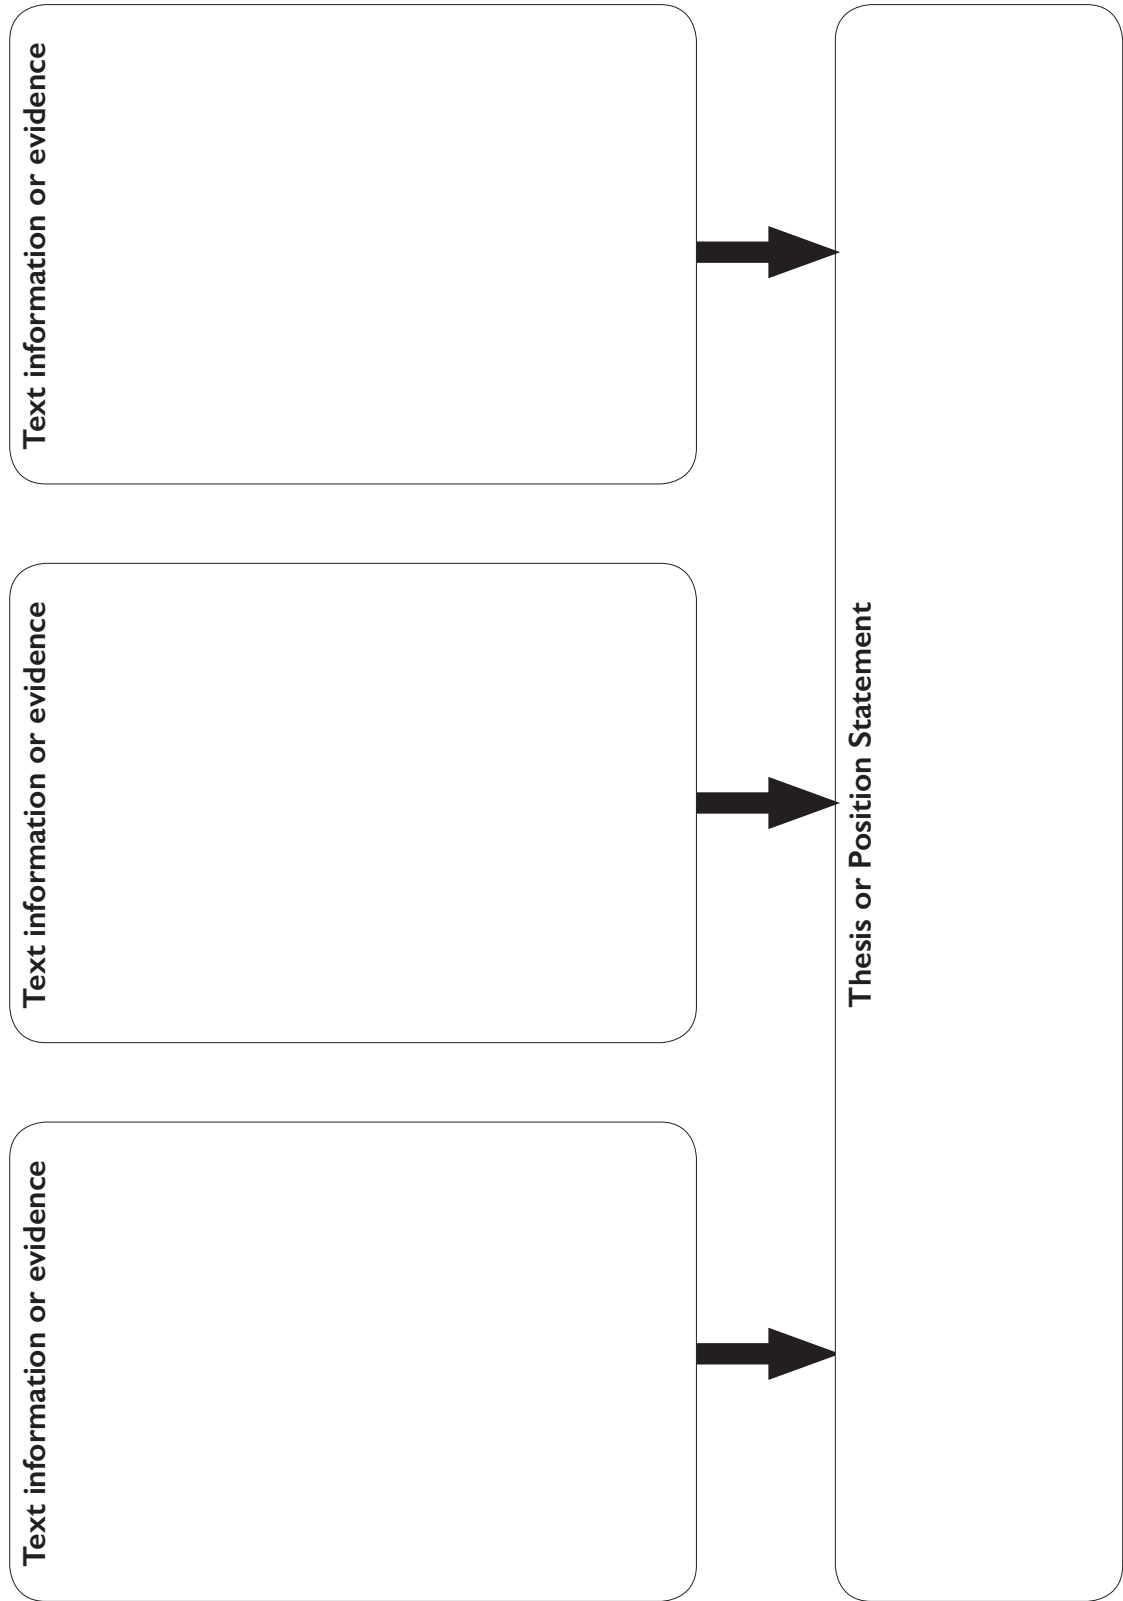 Text information or evidence
Text information or evidence
Text information or evidence
Thesis or Position Statement